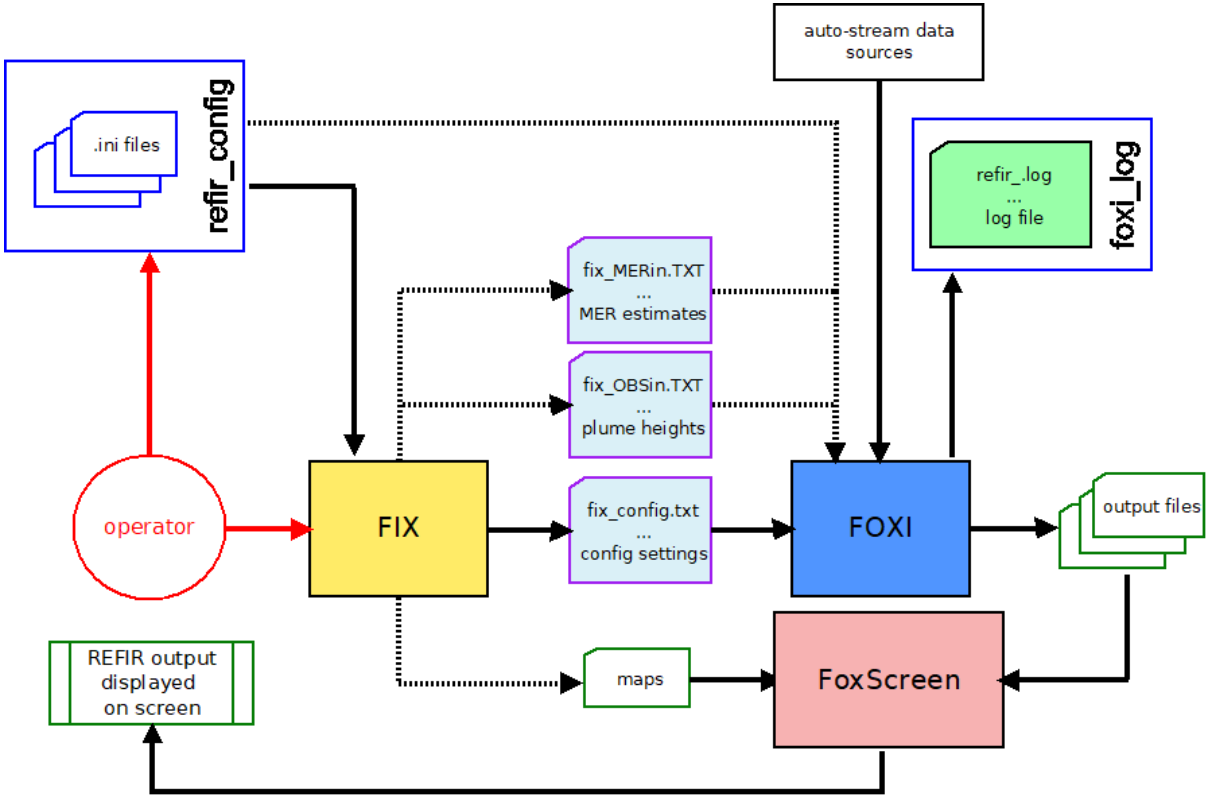 auto-stream data
sources
.ini files
refir_config
refir_.log
...
log file
foxi_log
fix_MERin.TXT
...
MER estimates
fix_OBSin.TXT
...
plume heights
operator
FIX
fix_config.txt
...
config settings
FOXI
output files
REFIR output
displayed
on screen
maps
FoxScreen